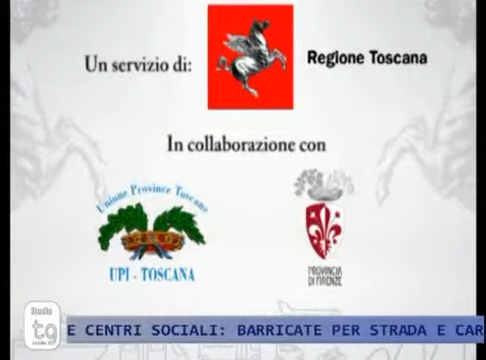 Un servizio di:
Regione Toscana
In collaborazione con
Unione Province Toscane
UPI - TOSCANA
PROVINCIA
DI FIRENZE
Studio
tg
E CENTRI SOCIALI: BARRICATE PER STRADA E CAR